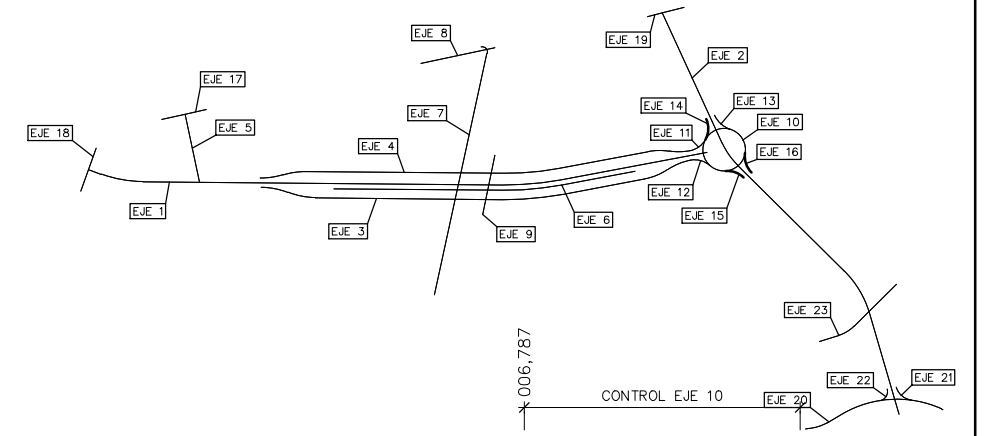 EJE 8
EJE 19
EJE 2
EJE 17
EJE 7
EJE 14
EJE 13
EJE 10
EJE 5
EJE 18
EJE 11
EJE 4
EJE 16
EJE 12
EJE 1
EJE 15
EJE 6
EJE 3
EJE 9
EJE 23
006,787
EJE 22
EJE 21
CONTROL EJE 10
EJE 20